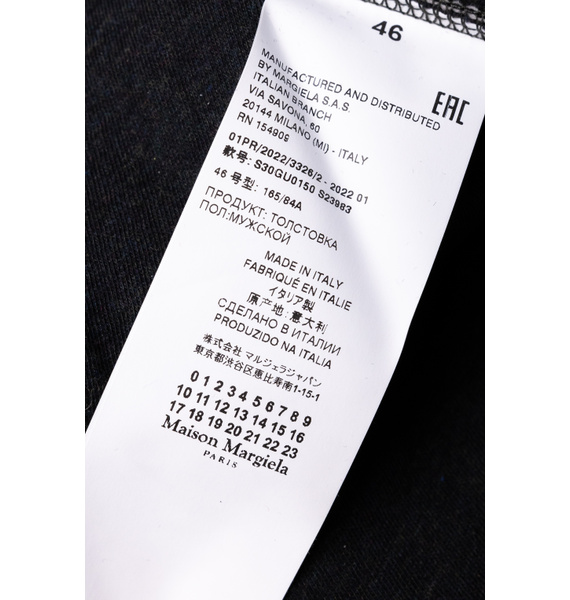 46
MANUFACTURED AND DISTRIBUTED
BY MARGIELA S.A.S.
ITALIAN BRANCH
VIA SAVONA, 60
20144 MILANO (MI) - ITALY
RN 154909
EAC
01PR/2022/3326/2 - 2022 01
款号: S30GU0150 S23983
46 号型: 165/84A
ПРОДУКТ: ТОЛСТОВКА
ПОЛ:МУЖСКОЙ
MADE IN ITALY
FABRIQUÉ EN ITALIE
イタリア製
原产地: 意大利
СДЕЛАНО В ИТАЛИИ
PRODUZIDO NA ITALIA
株式会社 マルジェラジャパン
東京都渋谷区恵比寿南1-15-1
0 1 2 3 4 5 6 7 8 9
10 11 12 13 14 15 16
17 18 19 20 21 22 23
Maison Margiela
PARIS